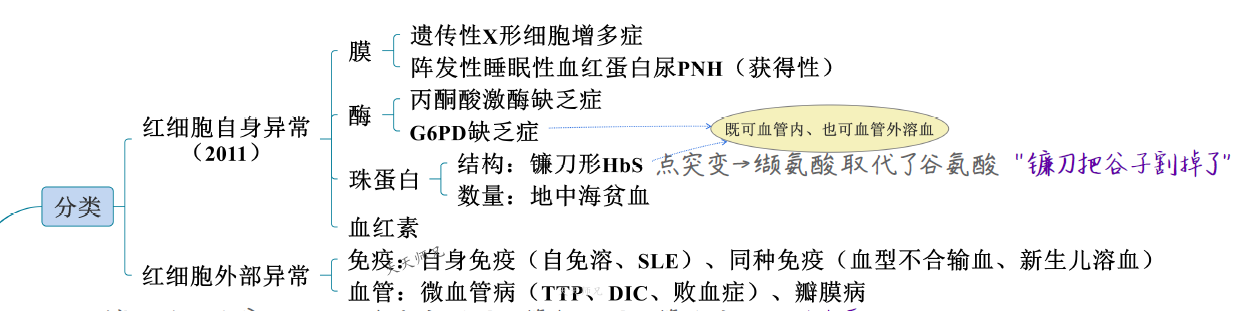 膜
遗传性X形细胞增多症
阵发性睡眠性血红蛋白尿PNH（获得性）
红细胞自身异常
（2011）
酶
丙酮酸激酶缺乏症
G6PD缺乏症
既可血管内、也可血管外溶血
珠蛋白
结构：镰刀形HbS 点突变→缬氨酸取代了谷氨酸 "镰刀把谷子割掉了"
数量：地中海贫血
血红素
分类
红细胞外部异常
免疫：自身免疫（自免溶、SLE）、同种免疫（血型不合输血、新生儿溶血）
血管：微血管病（TTP、DIC、败血症）、瓣膜病
天天师兄